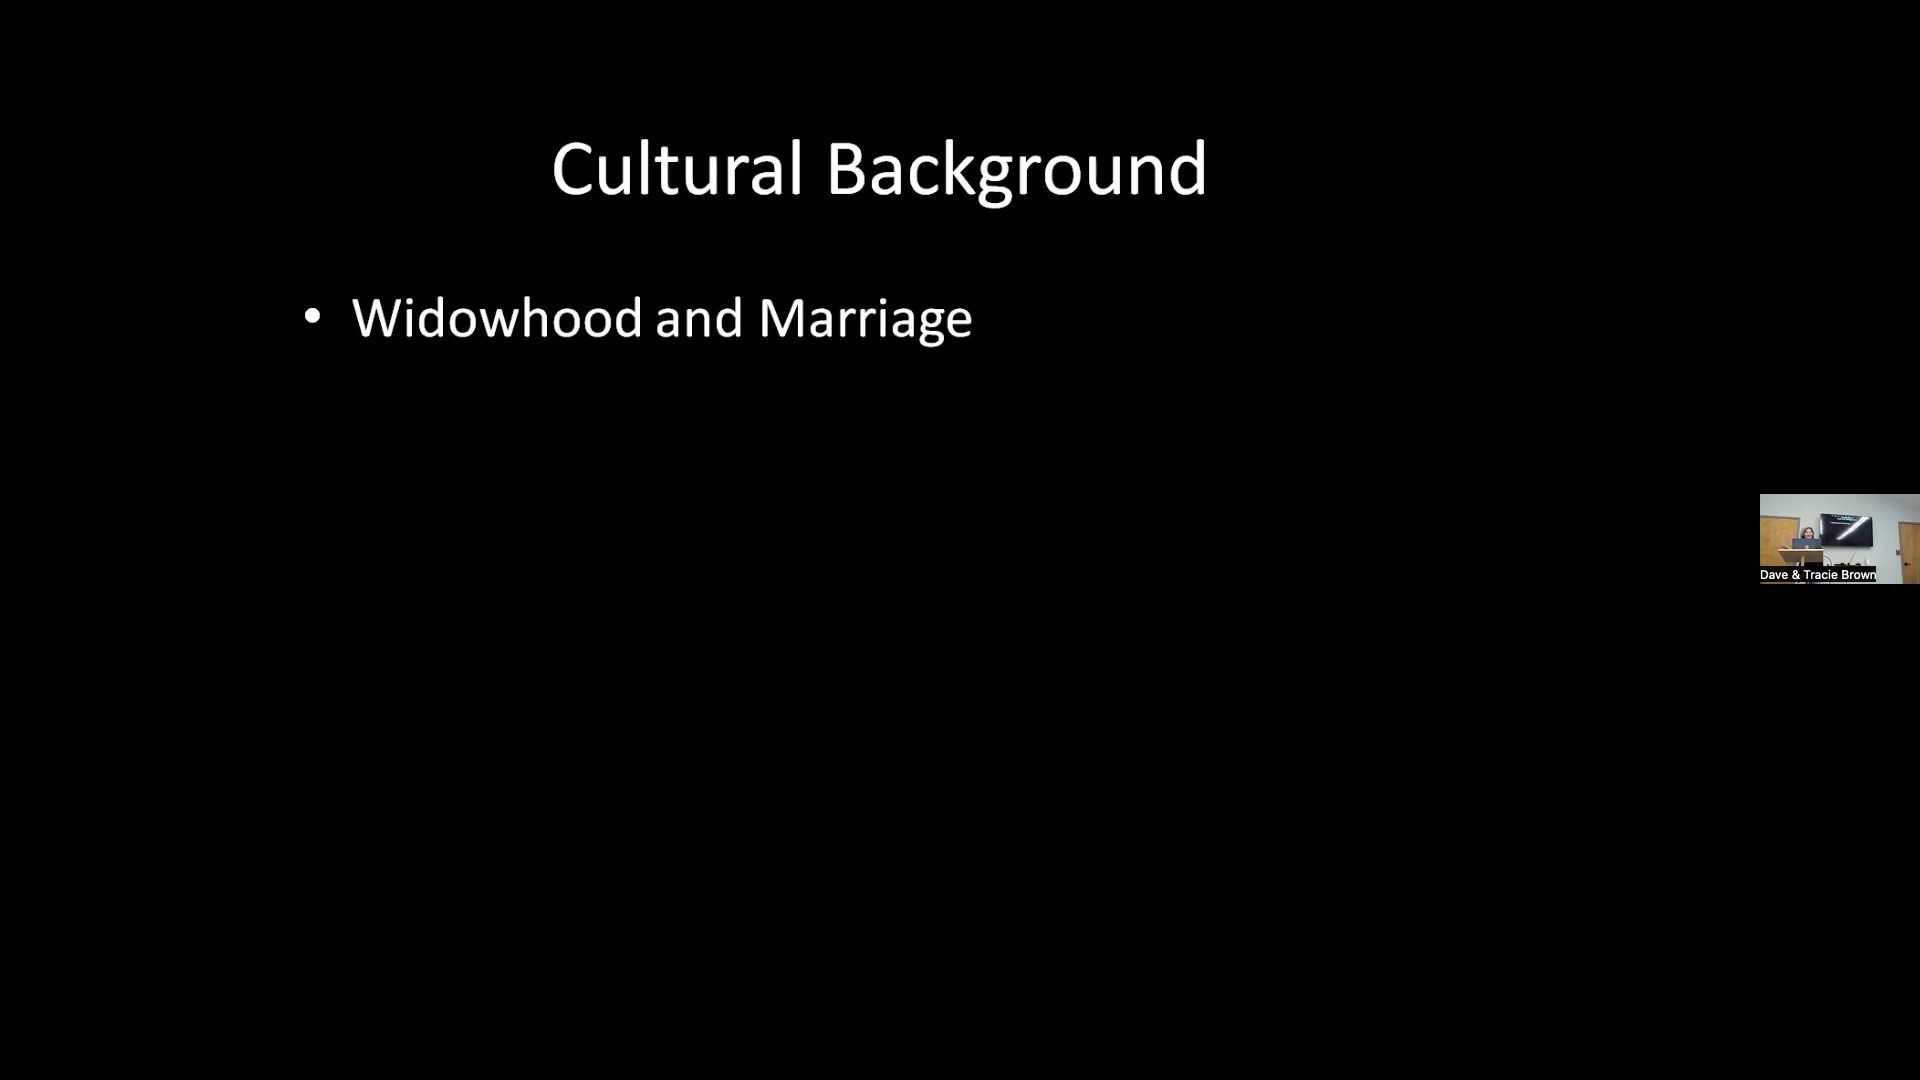 Cultural Background
• Widowhood and Marriage
Dave & Tracie Brown